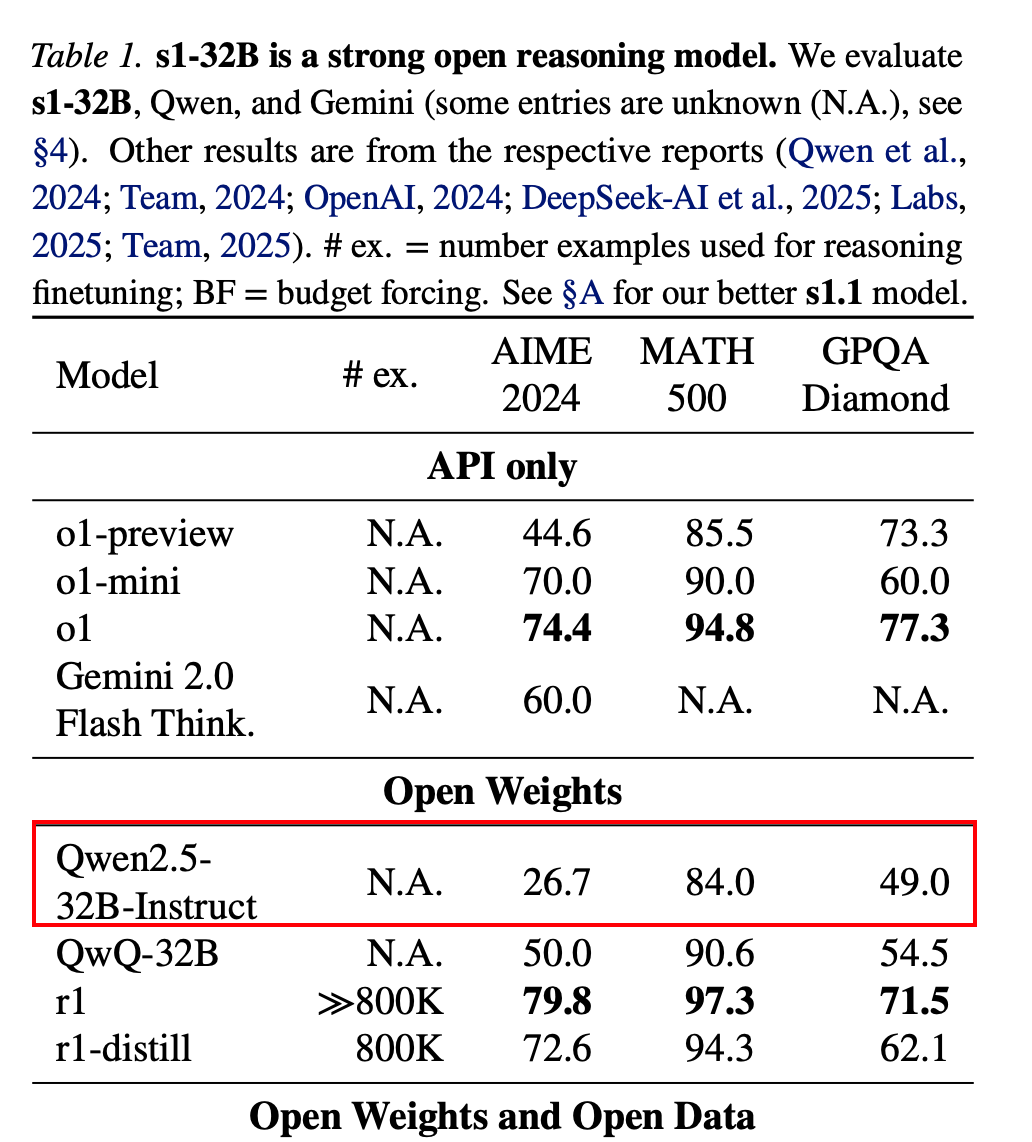 Table 1. s1-32B is a strong open reasoning model. We evaluate
s1-32B, Qwen, and Gemini (some entries are unknown (N.A.), see
§4). Other results are from the respective reports (Qwen et al.,
2024; Team, 2024; OpenAI, 2024; DeepSeek-AI et al., 2025; Labs,
2025; Team, 2025). # ex. = number examples used for reasoning
finetuning; BF = budget forcing. See §A for our better s1.1 model.
Model # ex. AIME 2024 MATH 500 GPQA Diamond
API only
o1-preview N.A. 44.6 85.5 73.3
o1-mini N.A. 70.0 90.0 60.0
o1 N.A. 74.4 94.8 77.3
Gemini 2.0
Flash Think. N.A. 60.0 N.A. N.A.
Open Weights
Qwen2.5-
32B-Instruct N.A. 26.7 84.0 49.0
QwQ-32B N.A. 50.0 90.6 54.5
r1 ≫800K 79.8 97.3 71.5
r1-distill 800K 72.6 94.3 62.1
Open Weights and Open Data